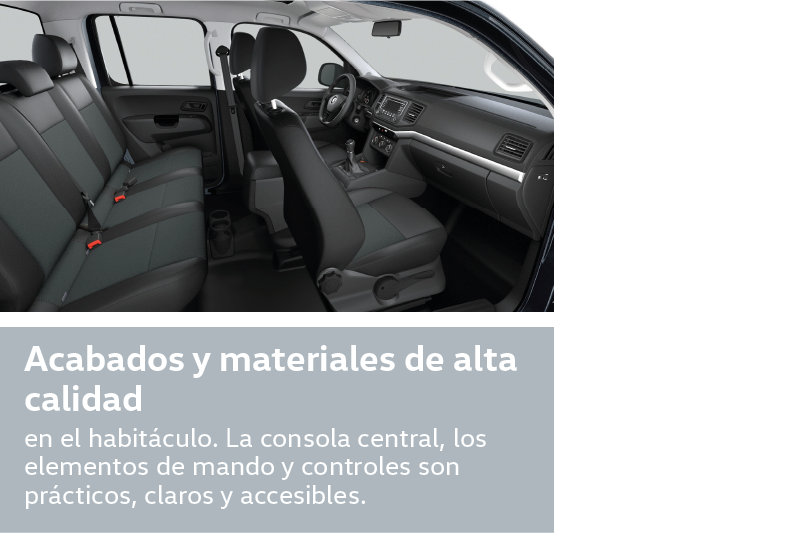 Acabados y materiales de alta
calidad
en el habitáculo. La consola central, los
elementos de mando y controles son
prácticos, claros y accesibles.